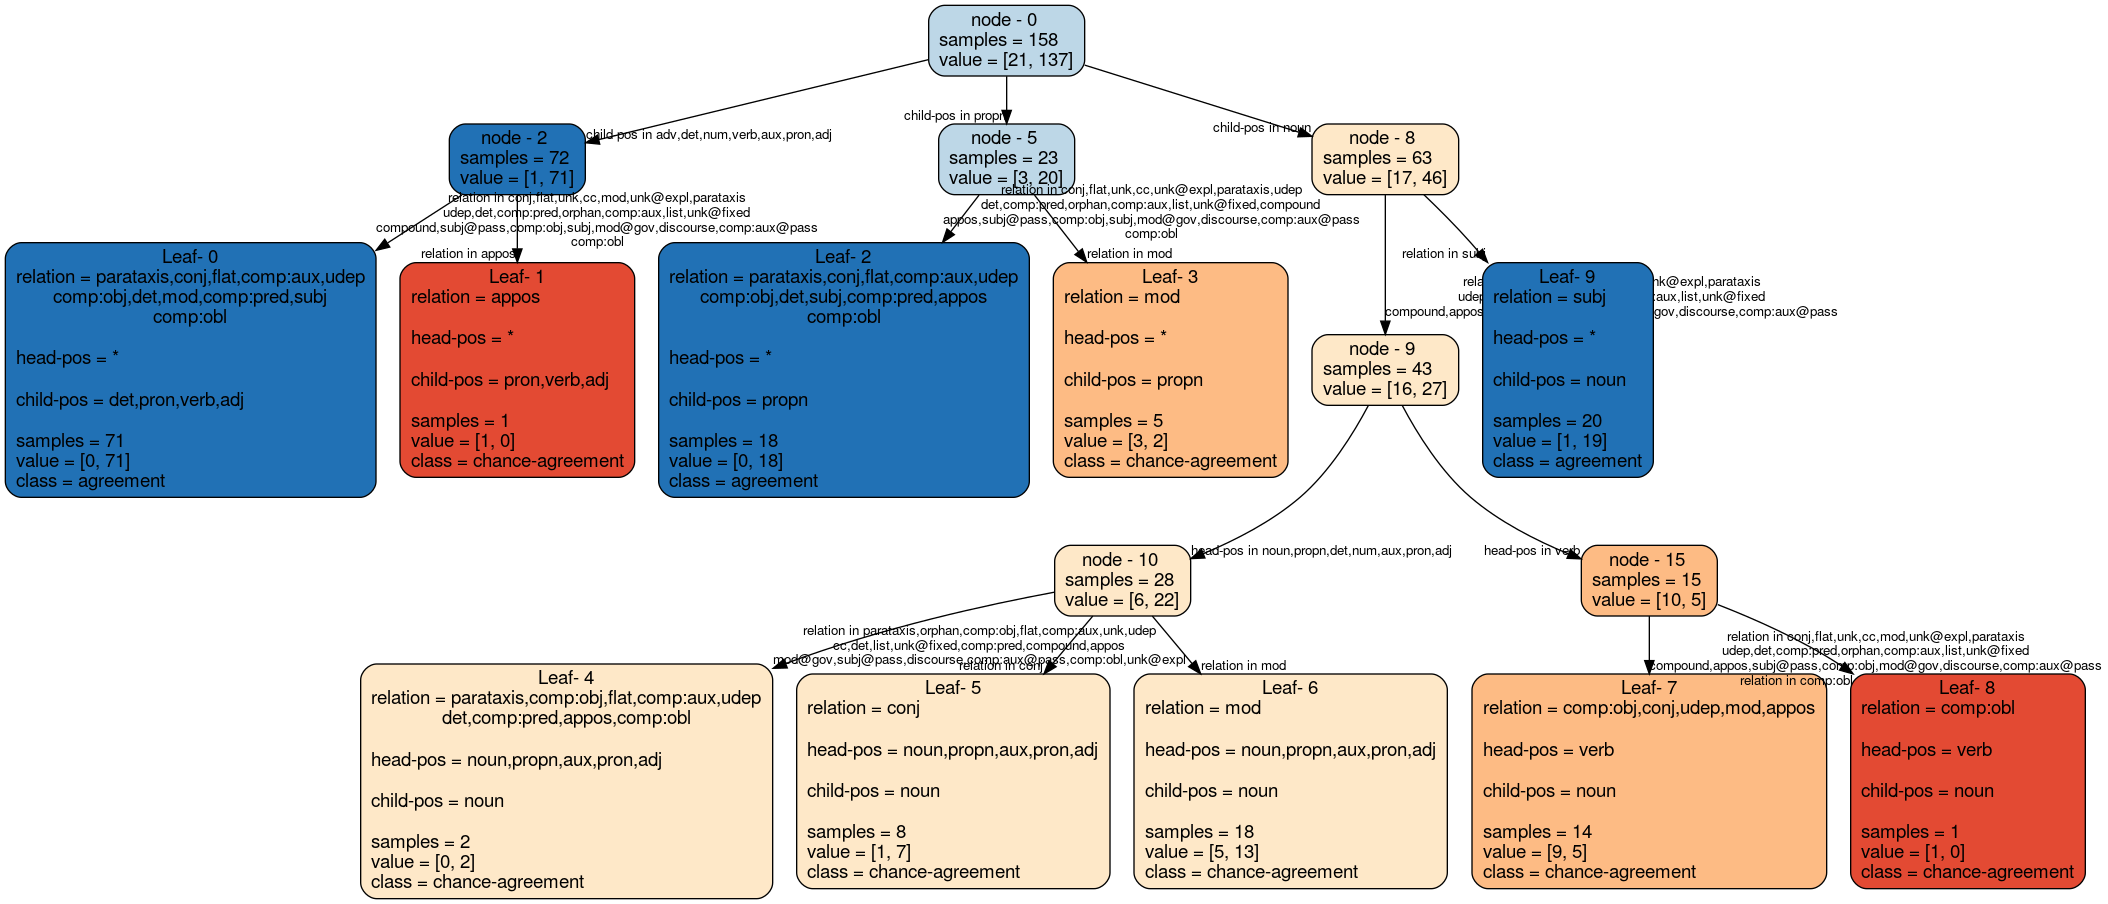 node - 0
samples = 158
value = [21, 137]
child-pos in adv,det,num,verb,aux,pron,adj
child-pos in propn
child-pos in noun
node - 2
samples = 72
value = [1, 71]
node - 5
samples = 23
value = [3, 20]
node - 8
samples = 63
value = [17, 46]
relation in conj,flat,unk,cc,mod,unk@expl,parataxis
udep,det,comp:pred,orphan,comp:aux,list,unk@fixed
compound,subj@pass,comp:obj,subj,mod@gov,discourse,comp:aux@pass
comp:obl
relation in appos
relation in conj,flat,unk,cc,unk@expl,parataxis,udep
det,comp:pred,orphan,comp:aux,list,unk@fixed,compound
appos,subj@pass,comp:obj,subj,mod@gov,discourse,comp:aux@pass
comp:obl
relation in mod
relation in subj
@expl,parataxis
:aux,list,unk@fixed
compound,appos
,discourse,comp:aux@pass
Leaf- 0
relation = parataxis,conj,flat,comp:aux,udep
comp:obj,det,mod,comp:pred,subj
comp:obl
head-pos = *
child-pos = det,pron,verb,adj
samples = 71
value = [0, 71]
class = agreement
Leaf- 1
relation = appos
head-pos = *
child-pos = pron,verb,adj
samples = 1
value = [1, 0]
class = chance-agreement
Leaf- 2
relation = parataxis,conj,flat,comp:aux,udep
comp:obj,det,subj,comp:pred,appos
comp:obl
head-pos = *
child-pos = propn
samples = 18
value = [0, 18]
class = agreement
Leaf- 3
relation = mod
head-pos = *
child-pos = propn
samples = 5
value = [3, 2]
class = chance-agreement
node - 9
samples = 43
value = [16, 27]
Leaf- 9
relation = subj
head-pos = *
child-pos = noun
samples = 20
value = [1, 19]
class = agreement
head-pos in noun,propn,det,num,aux,pron,adj
head-pos in verb
node - 10
samples = 28
value = [6, 22]
node - 15
samples = 15
value = [10, 5]
relation in parataxis,orphan,comp:obj,flat,comp:aux,unk,udep
cc,det,list,unk@fixed,comp:pred,compound,appos
mod@gov,subj@pass,discourse,comp:aux@pass,comp:obl,unk@expl
relation in conj
relation in mod
relation in conj,flat,unk,cc,mod,unk@expl,parataxis
udep,det,comp:pred,orphan,comp:aux,list,unk@fixed
compound,appos,subj@pass,comp:obj,mod@gov,discourse,comp:aux@pass
relation in comp:obl
Leaf- 4
relation = parataxis,comp:obj,flat,comp:aux,udep
det,comp:pred,appos,comp:obl
head-pos = noun,propn,aux,pron,adj
child-pos = noun
samples = 2
value = [0, 2]
class = chance-agreement
Leaf- 5
relation = conj
head-pos = noun,propn,aux,pron,adj
child-pos = noun
samples = 8
value = [1, 7]
class = chance-agreement
Leaf- 6
relation = mod
head-pos = noun,propn,aux,pron,adj
child-pos = noun
samples = 18
value = [5, 13]
class = chance-agreement
Leaf- 7
relation = comp:obj,conj,udep,mod,appos
head-pos = verb
child-pos = noun
samples = 14
value = [9, 5]
class = chance-agreement
Leaf- 8
relation = comp:obl
head-pos = verb
child-pos = noun
samples = 1
value = [1, 0]
class = chance-agreement